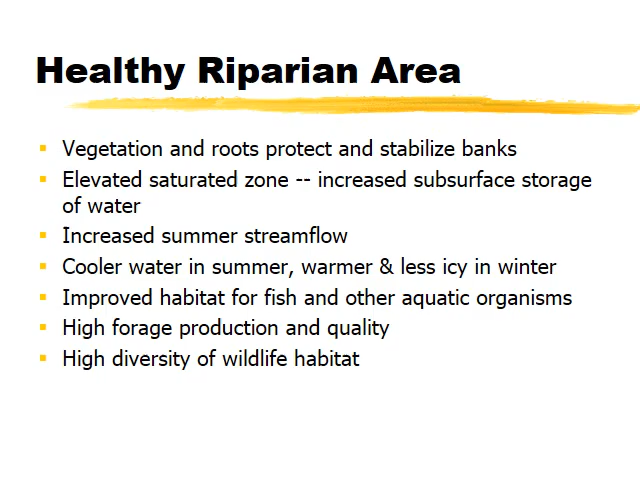 Healthy Riparian Area
Vegetation and roots protect and stabilize banks
Elevated saturated zone -- increased subsurface storage
of water
Increased summer streamflow
Cooler water in summer, warmer & less icy in winter
Improved habitat for fish and other aquatic organisms
High forage production and quality
High diversity of wildlife habitat